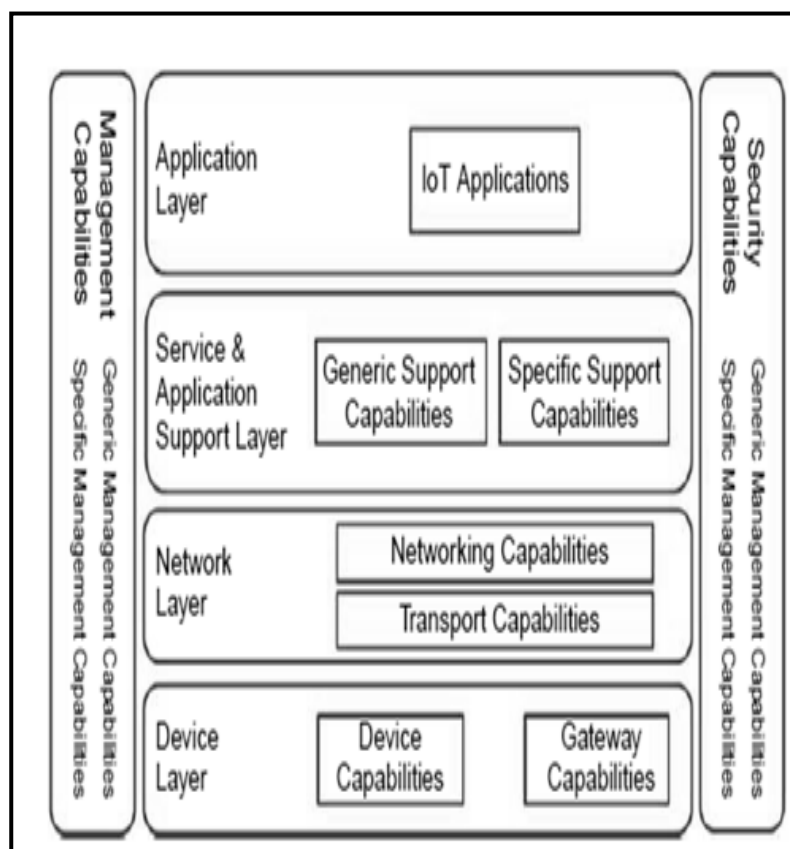 Management
Capabilities
Generic Management Capabilities
Specific Management Capabilities
Application
Layer
IoT Applications
Service &
Application
Support Layer
Generic Support
Capabilities
Specific Support
Capabilities
Network
Layer
Networking Capabilities
Transport Capabilities
Device
Layer
Device
Capabilities
Gateway
Capabilities
Security
Capabilities
Generic Management Capabilities
Specific Management Capabilities